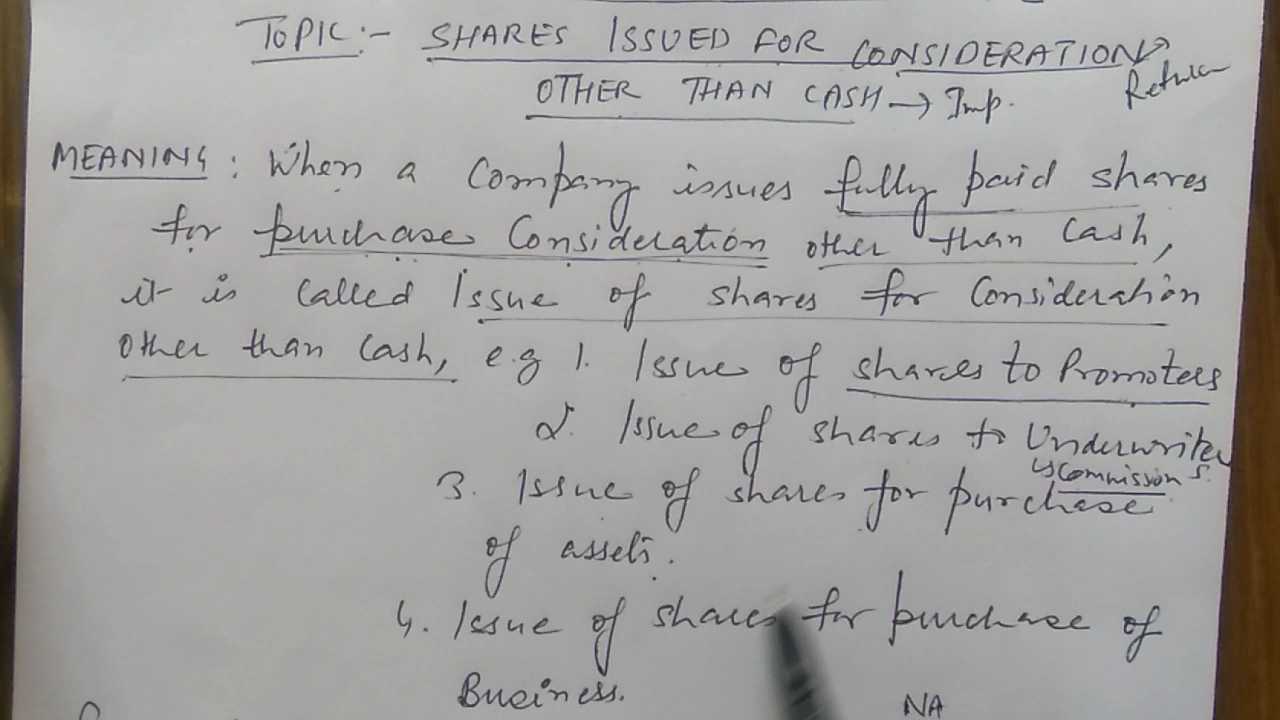 TOPIC:- SHARES ISSUED FOR CONSIDERATION
OTHER THAN CASH → Imp. Return
MEANING: When a Company issues fully paid shares
for purchase Consideration other than Cash,
it is Called Issue of shares for Consideration
Other than Cash, e.g 1. Issue of shares to Promoters
2. Issue of shares to Underwriter
↳ Commission
3. Issue of shares for purchase
of assets.
4. Issue of shares for purchase of
Business.
NA